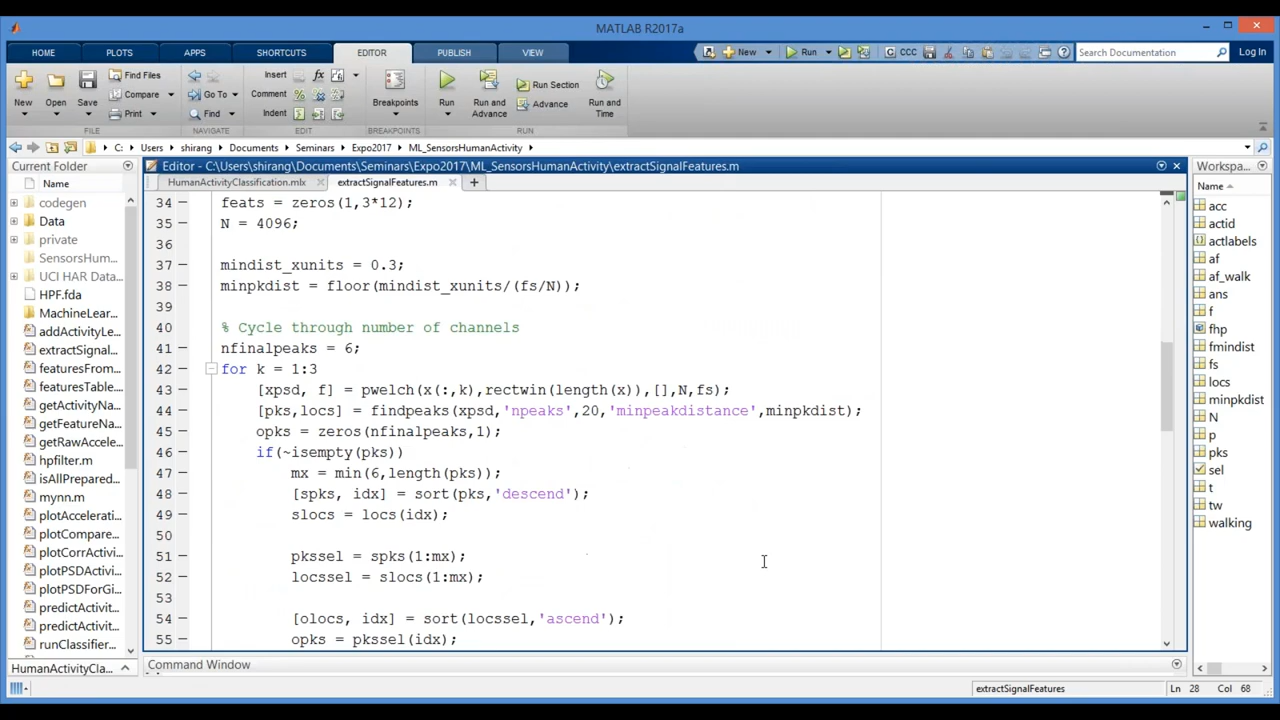 MATLAB R2017a
HOME PLOTS APPS SHORTCUTS EDITOR PUBLISH VIEW New Run CCC Search Documentation Log In
New Open Save Find Files Compare Print Go To Find Insert fx Comment % Indent Breakpoints Run Run and Advance Run Section Advance Run and Time
FILE NAVIGATE EDIT BREAKPOINTS RUN
C: Users shirang Documents Seminars Expo2017 ML_SensorsHumanActivity
Current Folder
Name
codegen
Data
private
SensorsHum...
UCI HAR Data...
HPF.fda
MachineLear...
addActivityLe...
extractSignal...
featuresFrom...
featuresTable...
getActivityNa...
getFeatureNa...
getRawAccele...
hpfilter.m
isAllPrepared...
mynn.m
plotAccelerati...
plotCompare...
plotCorrActivi...
plotPSDActivi...
plotPSDForGi...
predictActivit...
predictActivit...
runClassifier...
HumanActivityCla...
Editor - C:\Users\shirang\Documents\Seminars\Expo2017\ML_SensorsHumanActivity\extractSignalFeatures.m
HumanActivityClassification.mlx extractSignalFeatures.m
34 feats = zeros(1,3*12);
35 N = 4096;
36
37 mindist_xunits = 0.3;
38 minpkdist = floor(mindist_xunits/(fs/N));
39
40 % Cycle through number of channels
41 nfinalpeaks = 6;
42 for k = 1:3
43 [xpsd, f] = pwelch(x(:,k),rectwin(length(x)),[],N,fs);
44 [pks,locs] = findpeaks(xpsd,'npeaks',20,'minpeakdistance',minpkdist);
45 opks = zeros(nfinalpeaks,1);
46 if(~isempty(pks))
47 mx = min(6,length(pks));
48 [spks, idx] = sort(pks,'descend');
49 slocs = locs(idx);
50
51 pkssel = spks(1:mx);
52 locssel = slocs(1:mx);
53
54 [olocs, idx] = sort(locssel,'ascend');
55 opks = pkssel(idx);
Command Window
Workspa...
Name
acc
actid
actlabels
af
af_walk
ans
f
fhp
fmindist
fs
locs
minpkdist
N
p
pks
sel
t
tw
walking
extractSignalFeatures Ln 28 Col 68